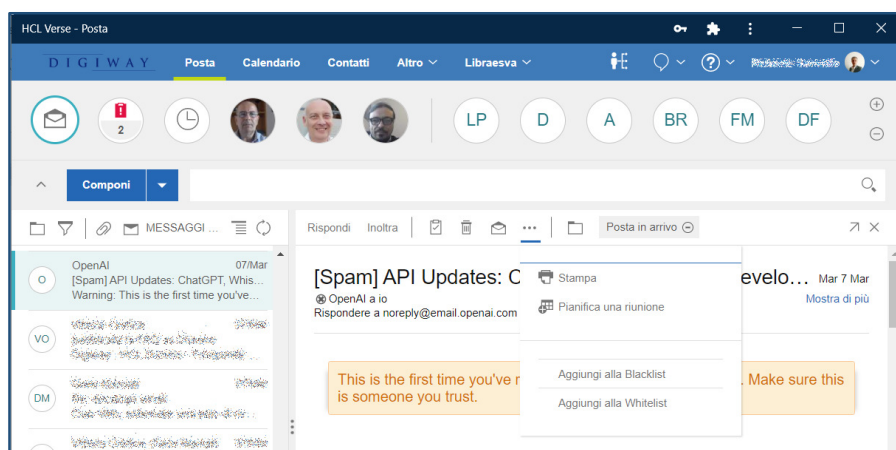 HCL Verse - Posta
DIGIWAY Posta Calendario Contatti Altro Libraesva
2 LP D A BR FM DF
Componi
MESSAGGI ... Rispondi Inoltra ... Posta in arrivo
O OpenAI 07/Mar
[Spam] API Updates: ChatGPT, Whis...
Warning: This is the first time you've...
VO
DM
[Spam] API Updates: C evelo... Mar 7 Mar
OpenAI a io Mostra di più
Rispondere a noreply@email.openai.com
Stampa
Pianifica una riunione
Aggiungi alla Blacklist
Aggiungi alla Whitelist
This is the first time you've r . Make sure this
is someone you trust.